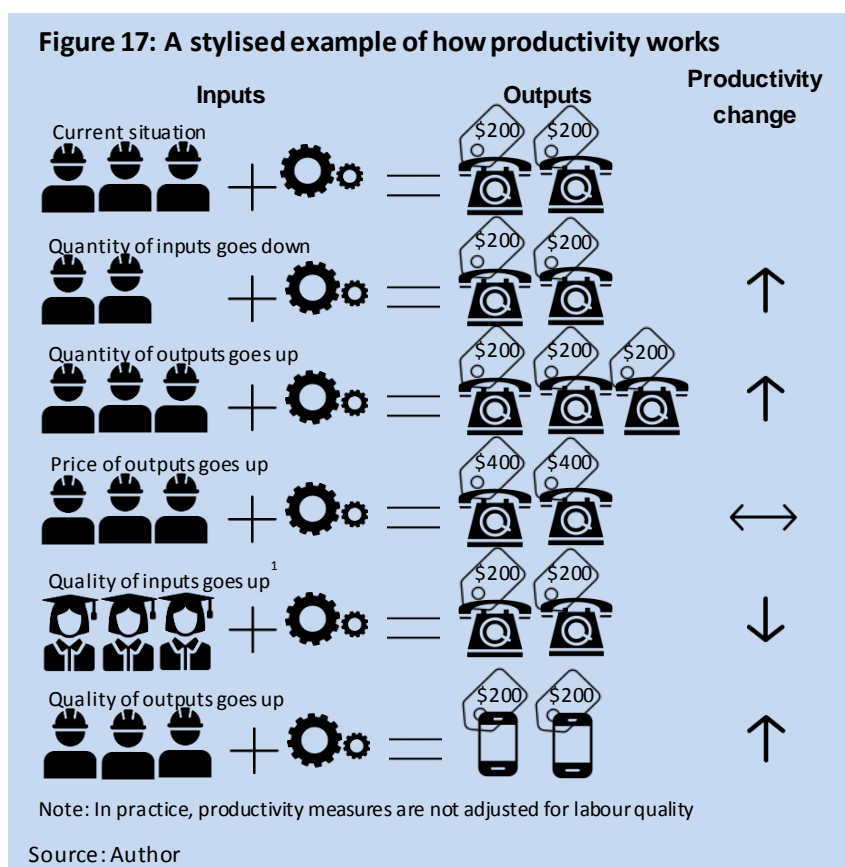 Figure 17: A stylised example of how productivity works
Inputs
Outputs
Productivity
change
Current situation
$200 $200
Quantity of inputs goes down
$200 $200
Quantity of outputs goes up
$200 $200 $200
Price of outputs goes up
$400 $400
Quality of inputs goes up 1
$200 $200
Quality of outputs goes up
$200 $200
Note: In practice, productivity measures are not adjusted for labour quality
Source: Author